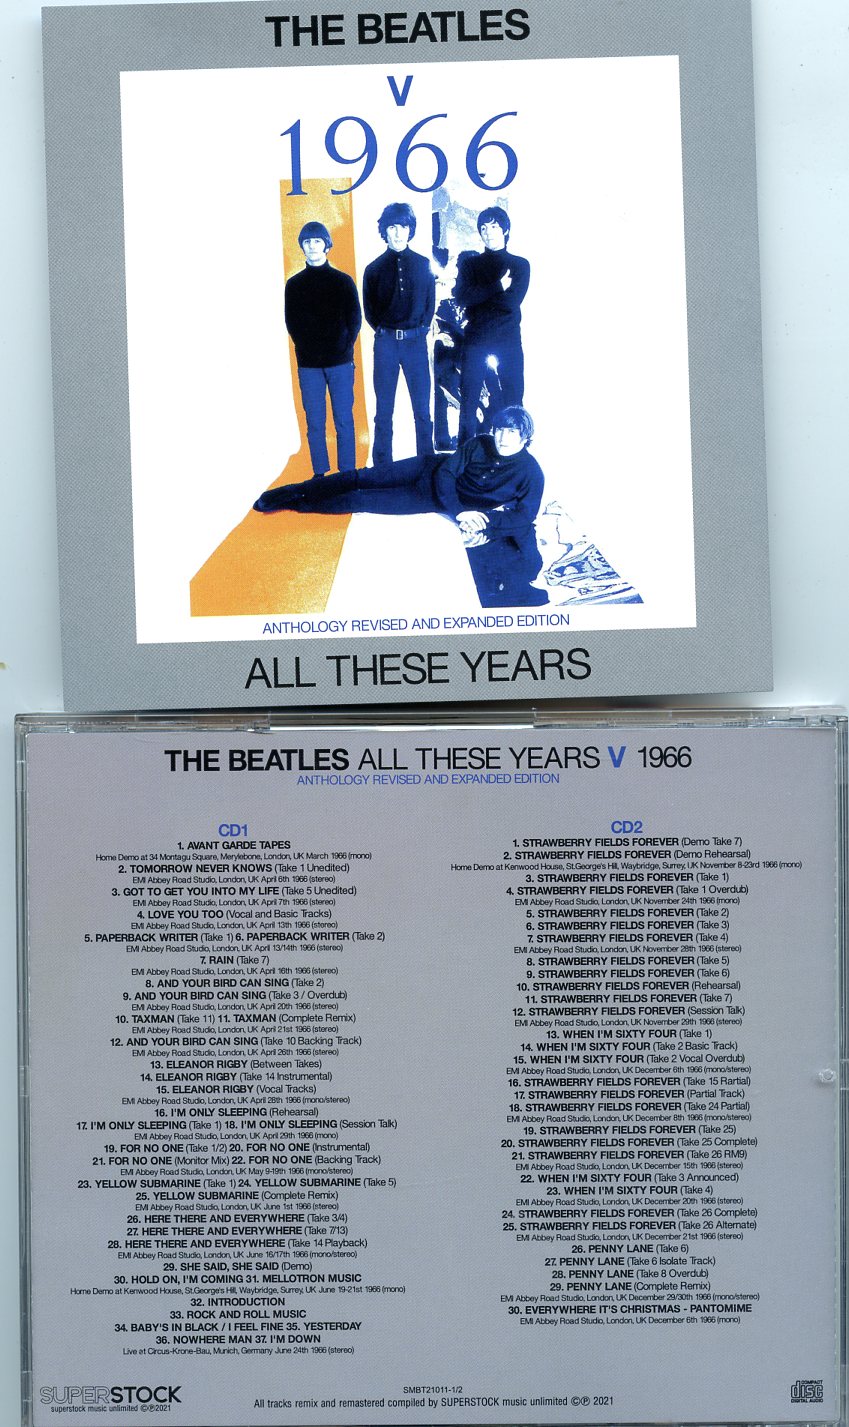 THE BEATLES
V
1966
ANTHOLOGY REVISED AND EXPANDED EDITION
ALL THESE YEARS
THE BEATLES ALL THESE YEARS V 1966
ANTHOLOGY REVISED AND EXPANDED EDITION
CD1
1. AVANT GARDE TAPES
Home Demo at 34 Montagu Square, Merylebone, London, UK March 1966 (mono)
2. TOMORROW NEVER KNOWS (Take 1 Unedited)
EMI Abbey Road Studio, London, UK April 6th 1966 (stereo)
3. GOT TO GET YOU INTO MY LIFE (Take 5 Unedited)
EMI Abbey Road Studio, London, UK April 7th 1966 (stereo)
4. LOVE YOU TOO (Vocal and Basic Tracks)
EMI Abbey Road Studio, London, UK April 13th 1966 (stereo)
5. PAPERBACK WRITER (Take 1) 6. PAPERBACK WRITER (Take 2)
EMI Abbey Road Studio, London, UK April 13/14th 1966 (stereo)
7. RAIN (Take 7)
EMI Abbey Road Studio, London, UK April 16th 1966 (stereo)
8. AND YOUR BIRD CAN SING (Take 2)
9. AND YOUR BIRD CAN SING (Take 3 / Overdub)
EMI Abbey Road Studio, London, UK April 20th 1966 (stereo)
10. TAXMAN (Take 11) 11. TAXMAN (Complete Remix)
EMI Abbey Road Studio, London, UK April 21st 1966 (stereo)
12. AND YOUR BIRD CAN SING (Take 10 Backing Track)
EMI Abbey Road Studio, London, UK April 26th 1966 (stereo)
13. ELEANOR RIGBY (Between Takes)
14. ELEANOR RIGBY (Take 14 Instrumental)
15. ELEANOR RIGBY (Vocal Tracks)
EMI Abbey Road Studio, London, UK April 28th 1966 (mono/stereo)
16. I'M ONLY SLEEPING (Rehearsal)
17. I'M ONLY SLEEPING (Take 1) 18. I'M ONLY SLEEPING (Session Talk)
EMI Abbey Road Studio, London, UK April 29th 1966 (mono)
19. FOR NO ONE (Take 1/2) 20. FOR NO ONE (Instrumental)
21. FOR NO ONE (Monitor Mix) 22. FOR NO ONE (Backing Track)
EMI Abbey Road Studio, London, UK May 9-19th 1966 (mono/stereo)
23. YELLOW SUBMARINE (Take 1) 24. YELLOW SUBMARINE (Take 5)
25. YELLOW SUBMARINE (Complete Remix)
EMI Abbey Road Studio, London, UK June 1st 1966 (stereo)
26. HERE THERE AND EVERYWHERE (Take 3/4)
27. HERE THERE AND EVERYWHERE (Take 7/13)
28. HERE THERE AND EVERYWHERE (Take 14 Playback)
EMI Abbey Road Studio, London, UK June 16/17th 1966 (mono/stereo)
29. SHE SAID, SHE SAID (Demo)
30. HOLD ON, I'M COMING 31. MELLOTRON MUSIC
Home Demo at Kenwood House, St.George's Hill, Waybridge, Surrey, UK June 19-21st 1966 (mono)
32. INTRODUCTION
33. ROCK AND ROLL MUSIC
34. BABY'S IN BLACK / I FEEL FINE 35. YESTERDAY
36. NOWHERE MAN 37. I'M DOWN
Live at Circus-Krone-Bau, Munich, Germany June 24th 1966 (stereo)
CD2
1. STRAWBERRY FIELDS FOREVER (Demo Take 7)
2. STRAWBERRY FIELDS FOREVER (Demo Rehearsal)
Home Demo at Kenwood House, St.George's Hill, Waybridge, Surrey, UK November 8-23rd 1966 (mono)
3. STRAWBERRY FIELDS FOREVER (Take 1)
4. STRAWBERRY FIELDS FOREVER (Take 1 Overdub)
EMI Abbey Road Studio, London, UK November 24th 1966 (mono)
5. STRAWBERRY FIELDS FOREVER (Take 2)
6. STRAWBERRY FIELDS FOREVER (Take 3)
7. STRAWBERRY FIELDS FOREVER (Take 4)
EMI Abbey Road Studio, London, UK November 28th 1966 (stereo)
8. STRAWBERRY FIELDS FOREVER (Take 5)
9. STRAWBERRY FIELDS FOREVER (Take 6)
10. STRAWBERRY FIELDS FOREVER (Rehearsal)
11. STRAWBERRY FIELDS FOREVER (Take 7)
12. STRAWBERRY FIELDS FOREVER (Session Talk)
EMI Abbey Road Studio, London, UK November 29th 1966 (stereo)
13. WHEN I'M SIXTY FOUR (Take 1)
14. WHEN I'M SIXTY FOUR (Take 2 Basic Track)
15. WHEN I'M SIXTY FOUR (Take 2 Vocal Overdub)
EMI Abbey Road Studio, London, UK December 6th 1966 (mono/stereo)
16. STRAWBERRY FIELDS FOREVER (Take 15 Rartial)
17. STRAWBERRY FIELDS FOREVER (Partial Track)
18. STRAWBERRY FIELDS FOREVER (Take 24 Partial)
EMI Abbey Road Studio, London, UK December 8th 1966 (mono)
19. STRAWBERRY FIELDS FOREVER (Take 25)
20. STRAWBERRY FIELDS FOREVER (Take 25 Complete)
21. STRAWBERRY FIELDS FOREVER (Take 26 RM9)
EMI Abbey Road Studio, London, UK December 15th 1966 (mono)
22. WHEN I'M SIXTY FOUR (Take 3 Announced)
23. WHEN I'M SIXTY FOUR (Take 4)
EMI Abbey Road Studio, London, UK December 20th 1966 (stereo)
24. STRAWBERRY FIELDS FOREVER (Take 26 Complete)
25. STRAWBERRY FIELDS FOREVER (Take 26 Alternate)
EMI Abbey Road Studio, London, UK December 21st 1966 (stereo)
26. PENNY LANE (Take 6)
27. PENNY LANE (Take 6 Isolate Track)
28. PENNY LANE (Take 8 Overdub)
29. PENNY LANE (Complete Remix)
EMI Abbey Road Studio, London, UK December 29/30th 1966 (mono/stereo)
30. EVERYWHERE IT'S CHRISTMAS - PANTOMIME
EMI Abbey Road Studio, London, UK December 6th 1966 (mono)
SUPERSTOCK
superstock music unlimited ©℗2021
SMBT21011-1/2
All tracks remix and remastered compiled by SUPERSTOCK music unlimited ©℗ 2021
COMPACT
disc
DIGITAL AUDIO